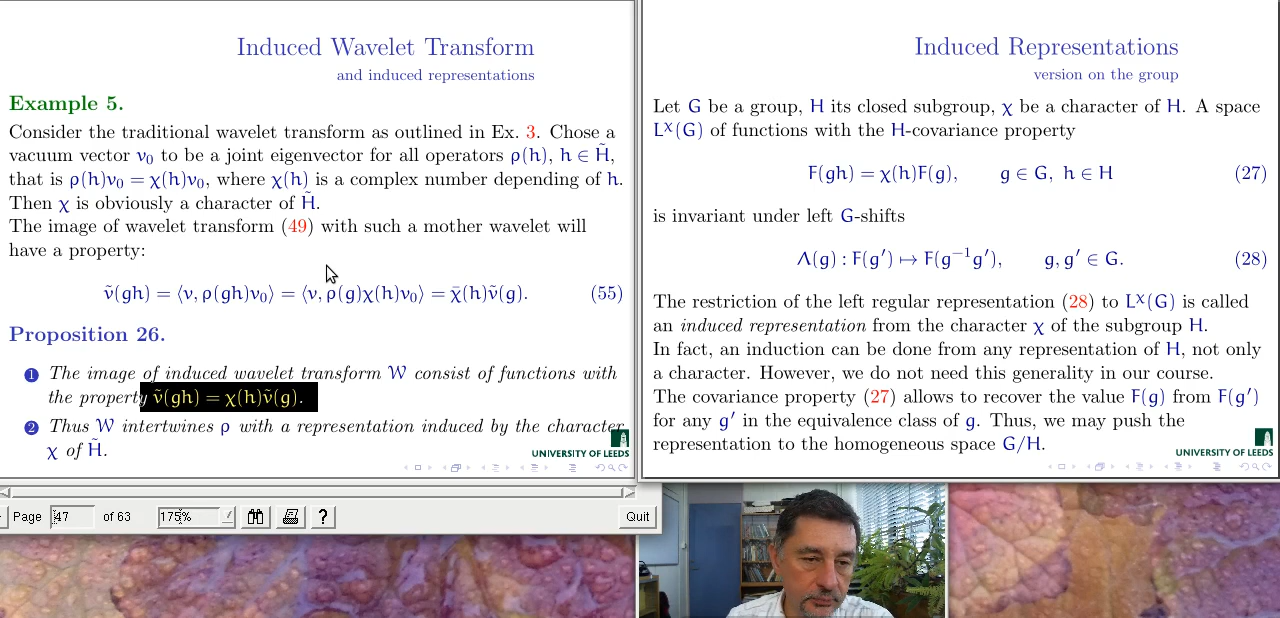 Induced Wavelet Transform
and induced representations
Example 5.
Consider the traditional wavelet transform as outlined in Ex. 3. Chose a
vacuum vector v₀ to be a joint eigenvector for all operators ρ(h), h ∈ H̃,
that is ρ(h)v₀ = χ(h)v₀, where χ(h) is a complex number depending of h.
Then χ is obviously a character of H̃.
The image of wavelet transform (49) with such a mother wavelet will
have a property:
ṽ(gh) = ⟨v, ρ(gh)v₀⟩ = ⟨v, ρ(g)χ(h)v₀⟩ = χ̄(h)ṽ(g). (55)
Proposition 26.
1 The image of induced wavelet transform W consist of functions with
the property ṽ(gh) = χ(h)ṽ(g).
2 Thus W intertwines ρ with a representation induced by the character
χ of H̃.
UNIVERSITY OF LEEDS
Page 47 of 63 175% ? Quit
Induced Representations
version on the group
Let G be a group, H its closed subgroup, χ be a character of H. A space
Lᵡ(G) of functions with the H-covariance property
F(gh) = χ(h)F(g), g ∈ G, h ∈ H (27)
is invariant under left G-shifts
Λ(g) : F(g′) ↦ F(g⁻¹g′), g, g′ ∈ G. (28)
The restriction of the left regular representation (28) to Lᵡ(G) is called
an induced representation from the character χ of the subgroup H.
In fact, an induction can be done from any representation of H, not only
a character. However, we do not need this generality in our course.
The covariance property (27) allows to recover the value F(g) from F(g′)
for any g′ in the equivalence class of g. Thus, we may push the
representation to the homogeneous space G/H.
UNIVERSITY OF LEEDS